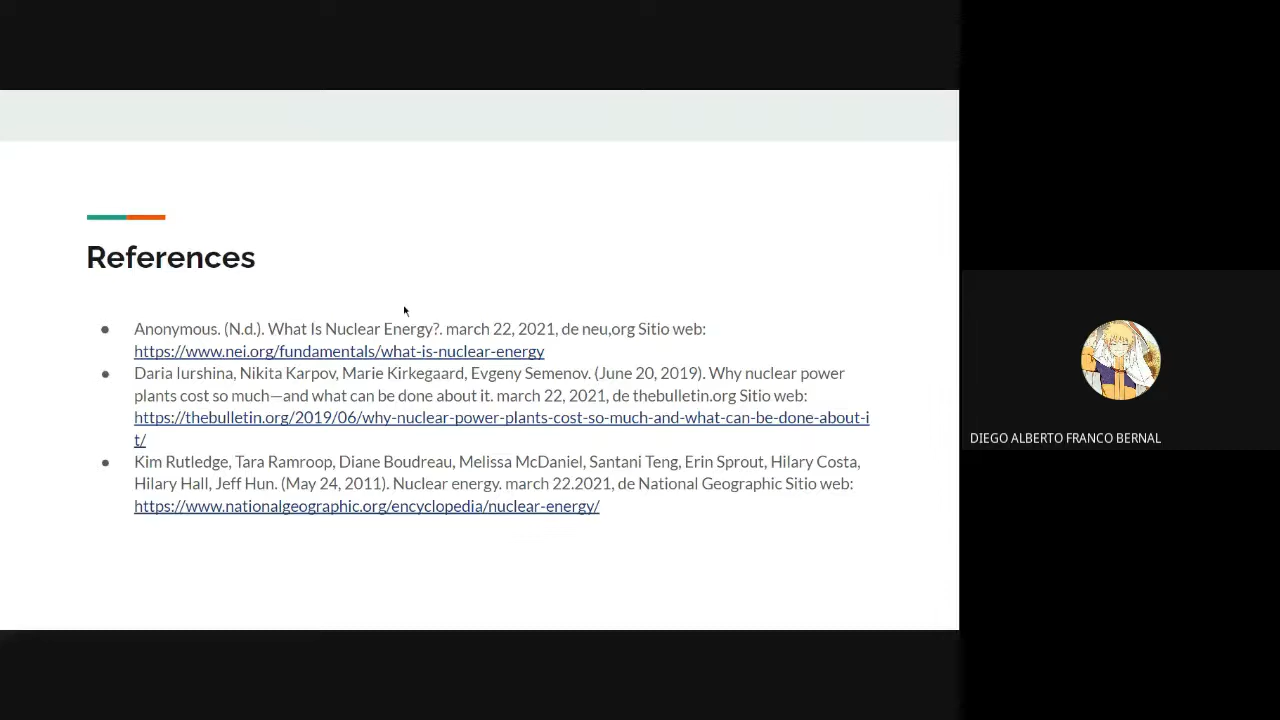 References
● Anonymous. (N.d.). What Is Nuclear Energy?. march 22, 2021, de neu,org Sitio web:
https://www.nei.org/fundamentals/what-is-nuclear-energy
● Daria Iurshina, Nikita Karpov, Marie Kirkegaard, Evgeny Semenov. (June 20, 2019). Why nuclear power
plants cost so much—and what can be done about it. march 22, 2021, de thebulletin.org Sitio web:
https://thebulletin.org/2019/06/why-nuclear-power-plants-cost-so-much-and-what-can-be-done-about-i
t/
● Kim Rutledge, Tara Ramroop, Diane Boudreau, Melissa McDaniel, Santani Teng, Erin Sprout, Hilary Costa,
Hilary Hall, Jeff Hun. (May 24, 2011). Nuclear energy. march 22.2021, de National Geographic Sitio web:
https://www.nationalgeographic.org/encyclopedia/nuclear-energy/
DIEGO ALBERTO FRANCO BERNAL